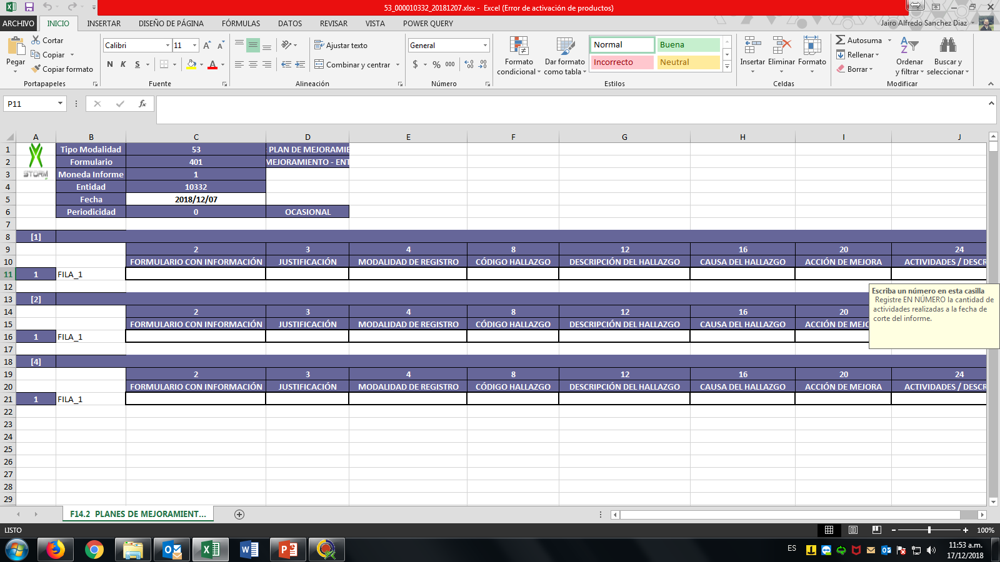 53_000010332_20181207.xlsx - Excel (Error de activación de productos)
ARCHIVO INICIO INSERTAR DISEÑO DE PÁGINA FÓRMULAS DATOS REVISAR VISTA POWER QUERY Jairo Alfredo Sanchez Diaz
Pegar
Cortar
Copiar
Copiar formato
Portapapeles
Calibri 11
N K S
Fuente
Ajustar texto
Combinar y centrar
Alineación
General
$ % 000
Número
Formato condicional
Dar formato como tabla
Normal Buena
Incorrecto Neutral
Estilos
Insertar Eliminar Formato
Celdas
Autosuma
Rellenar
Borrar
Ordenar y filtrar
Buscar y seleccionar
Modificar
P11 fx
A B C D E F G H I J
1 Tipo Modalidad 53 PLAN DE MEJORAMIE
2 Formulario 401 MEJORAMIENTO - ENT
3 STORM Moneda Informe 1
4 Entidad 10332
5 Fecha 2018/12/07
6 Periodicidad 0 OCASIONAL
7
8 [1]
9 2 3 4 8 12 16 20 24
10 FORMULARIO CON INFORMACIÓN JUSTIFICACIÓN MODALIDAD DE REGISTRO CÓDIGO HALLAZGO DESCRIPCIÓN DEL HALLAZGO CAUSA DEL HALLAZGO ACCIÓN DE MEJORA ACTIVIDADES / DESCR
11 1 FILA_1
12
13 [2]
14 2 3 4 8 12 16 20
15 FORMULARIO CON INFORMACIÓN JUSTIFICACIÓN MODALIDAD DE REGISTRO CÓDIGO HALLAZGO DESCRIPCIÓN DEL HALLAZGO CAUSA DEL HALLAZGO ACCIÓN DE MEJO
16 1 FILA_1
Escriba un número en esta casilla
Registre EN NÚMERO la cantidad de
actividades realizadas a la fecha de
corte del informe.
17
18 [4]
19 2 3 4 8 12 16 20 24
20 FORMULARIO CON INFORMACIÓN JUSTIFICACIÓN MODALIDAD DE REGISTRO CÓDIGO HALLAZGO DESCRIPCIÓN DEL HALLAZGO CAUSA DEL HALLAZGO ACCIÓN DE MEJORA ACTIVIDADES / DESCR
21 1 FILA_1
22
23
24
25
26
27
28
29
F14.2 PLANES DE MEJORAMIENT...
LISTO 100%
ES 11:53 a.m.
17/12/2018